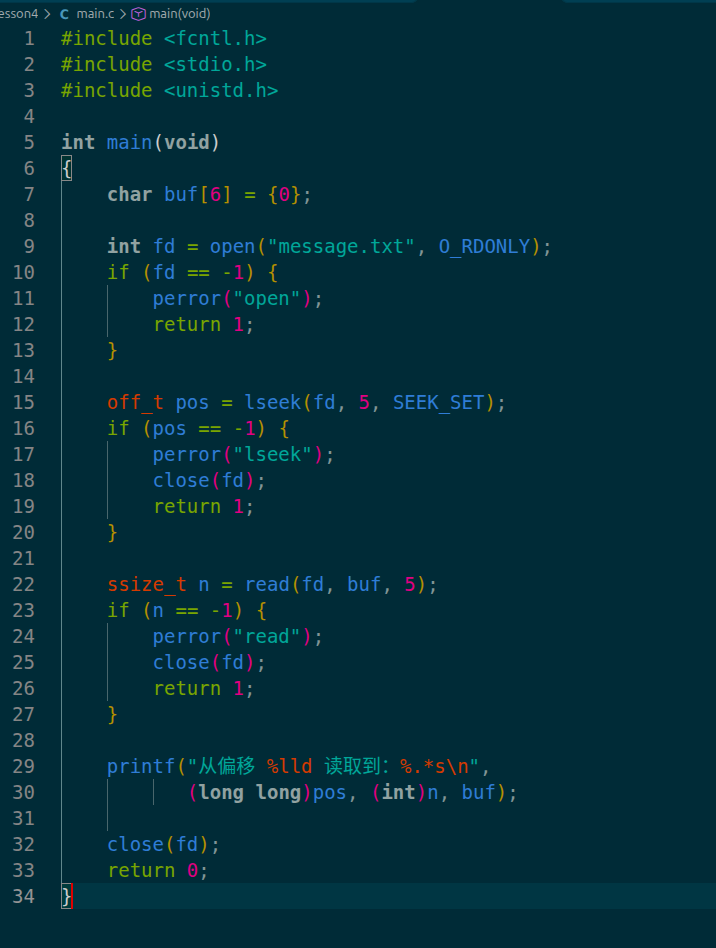 esson4 > C main.c > main(void)
1 #include <fcntl.h>
2 #include <stdio.h>
3 #include <unistd.h>
4
5 int main(void)
6 {
7     char buf[6] = {0};
8
9     int fd = open("message.txt", O_RDONLY);
10     if (fd == -1) {
11         perror("open");
12         return 1;
13     }
14
15     off_t pos = lseek(fd, 5, SEEK_SET);
16     if (pos == -1) {
17         perror("lseek");
18         close(fd);
19         return 1;
20     }
21
22     ssize_t n = read(fd, buf, 5);
23     if (n == -1) {
24         perror("read");
25         close(fd);
26         return 1;
27     }
28
29     printf("从偏移 %lld 读取到：%.*s\n",
30            (long long)pos, (int)n, buf);
31
32     close(fd);
33     return 0;
34 }